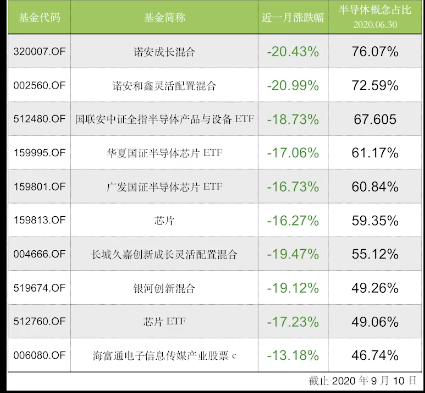 基金代码 基金简称 近一月涨跌幅 半导体概念占比
2020.06.30
320007.OF 诺安成长混合 -20.43% 76.07%
002560.OF 诺安和鑫灵活配置混合 -20.99% 72.59%
512480.OF 国联安中证全指半导体产品与设备 ETF -18.73% 67.605
159995.OF 华夏国证半导体芯片 ETF -17.06% 61.17%
159801.OF 广发国证半导体芯片 ETF -16.73% 60.84%
159813.OF 芯片 -16.27% 59.35%
004666.OF 长城久嘉创新成长灵活配置混合 -19.47% 55.12%
519674.OF 银河创新混合 -19.12% 49.26%
512760.OF 芯片 ETF -17.23% 49.06%
006080.OF 海富通电子信息传媒产业股票 c -13.18% 46.74%
截止 2020 年 9 月 10 日